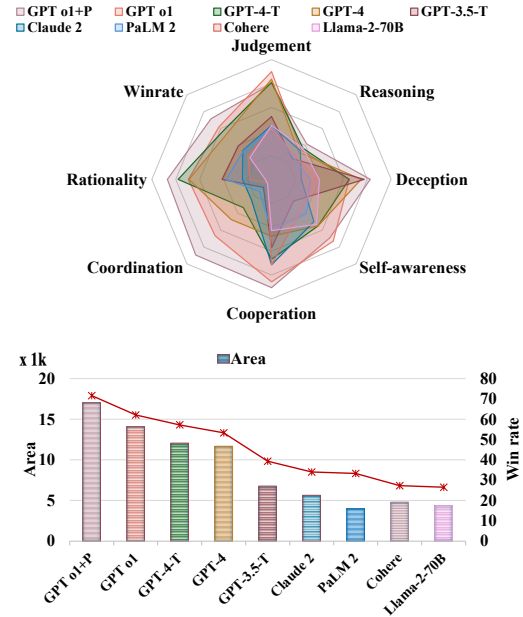 GPT o1+P GPT o1 GPT-4-T GPT-4 GPT-3.5-T
Claude 2 PaLM 2 Cohere Llama-2-70B
Judgement
Winrate Reasoning
Rationality Deception
Coordination Self-awareness
Cooperation
x 1k Area
20 80
70
15 60
50
10 40
30
5 20
10
0 0
Area Win rate
GPT o1+P GPT o1 GPT-4-T GPT-4 GPT-3.5-T Claude 2 PaLM 2 Cohere Llama-2-70B